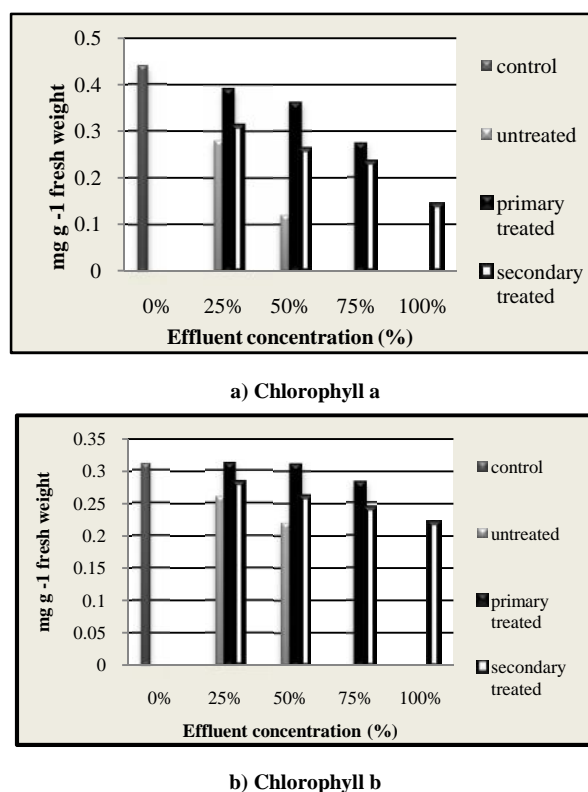 0.5
0.4
0.3
0.2
0.1
0
mg g -1 fresh weight
0% 25% 50% 75% 100%
Effluent concentration (%)
control
untreated
primary
treated
secondary
treated
a) Chlorophyll a
0.35
0.3
0.25
0.2
0.15
0.1
0.05
0
mg g -1 fresh weight
0% 25% 50% 75% 100%
Effluent concentration (%)
control
untreated
primary
treated
secondary
treated
b) Chlorophyll b